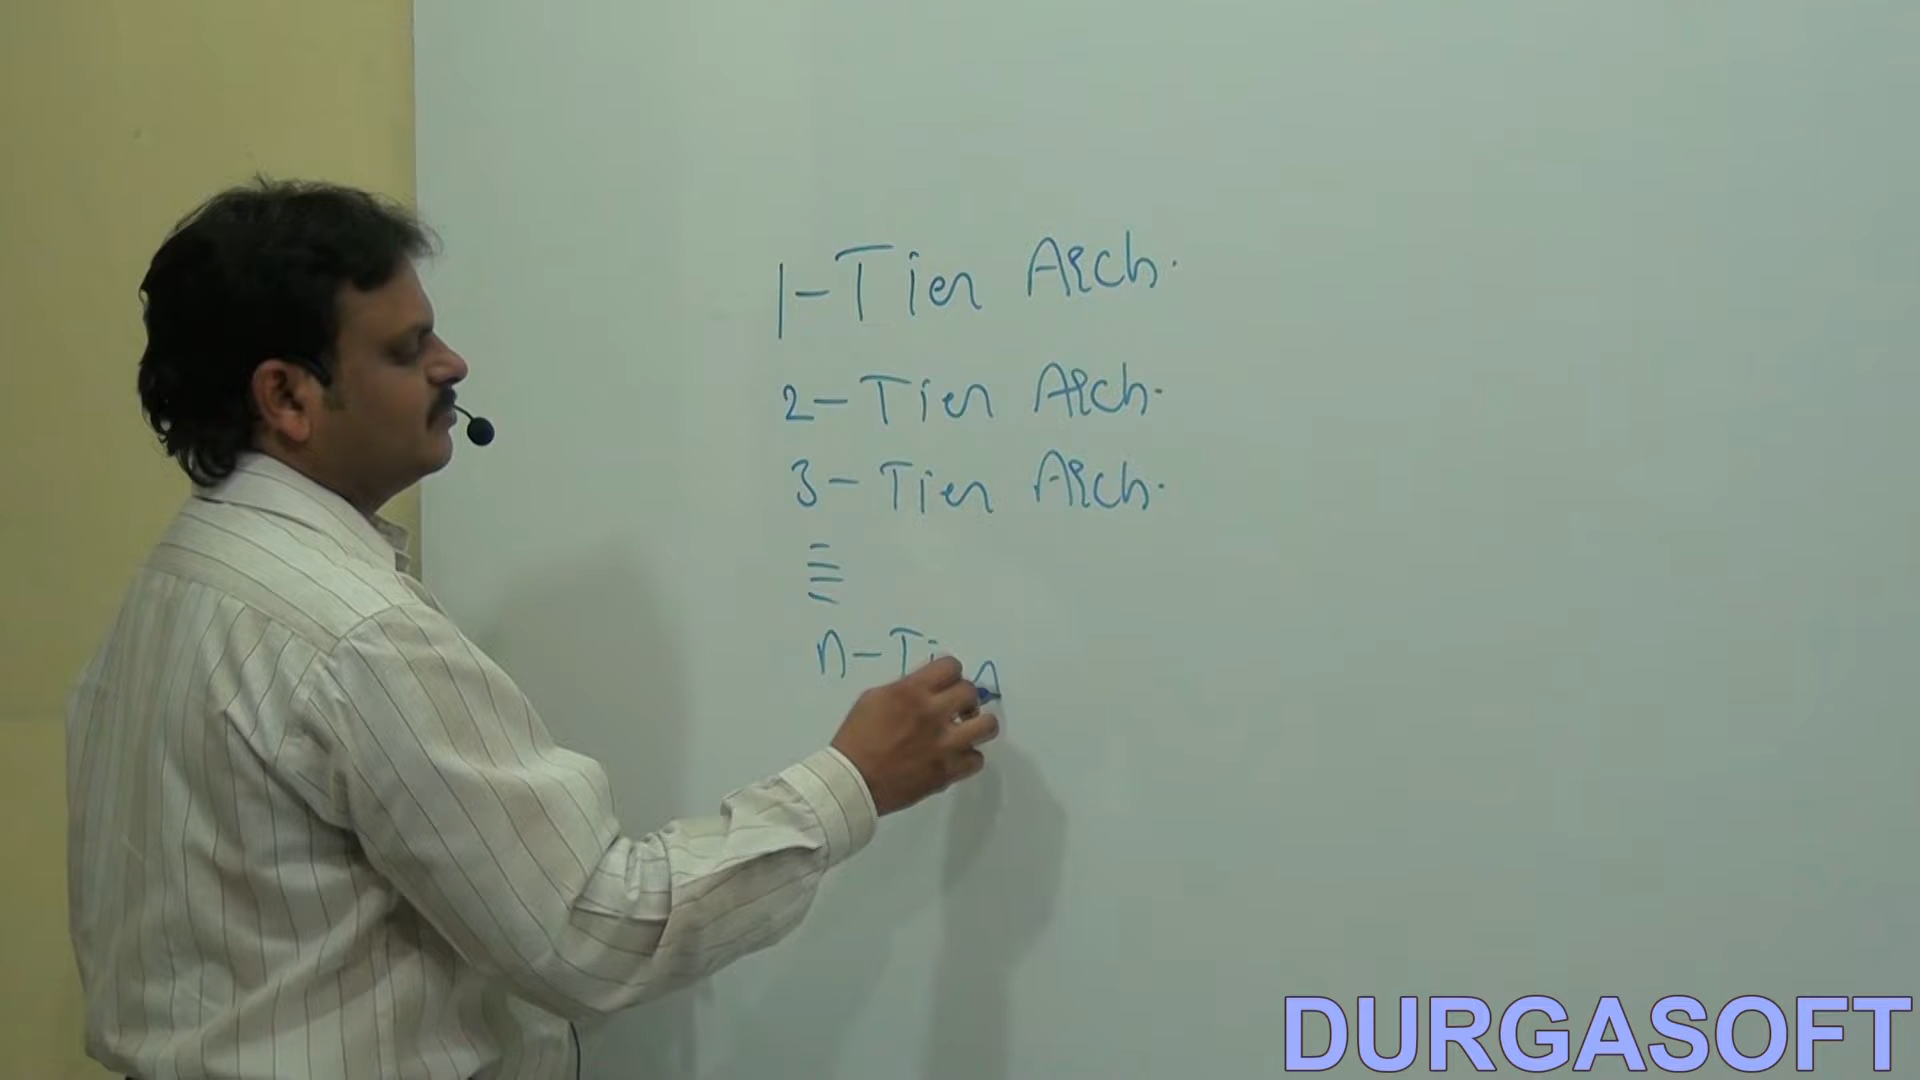 1-Tier Arch.
2-Tier Arch.
3-Tier Arch.
n-Tier
DURGASOFT